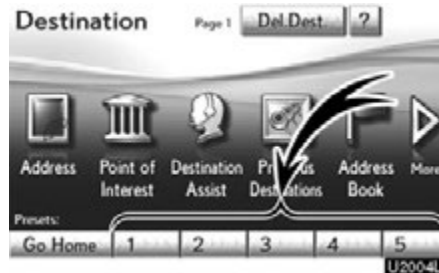 Destination Page 1 Del.Dest. ?
Address Point of Destination Address More
Interest Assist Destinations Book
Presets:
Go Home 1 2 3 4 5
U2004L